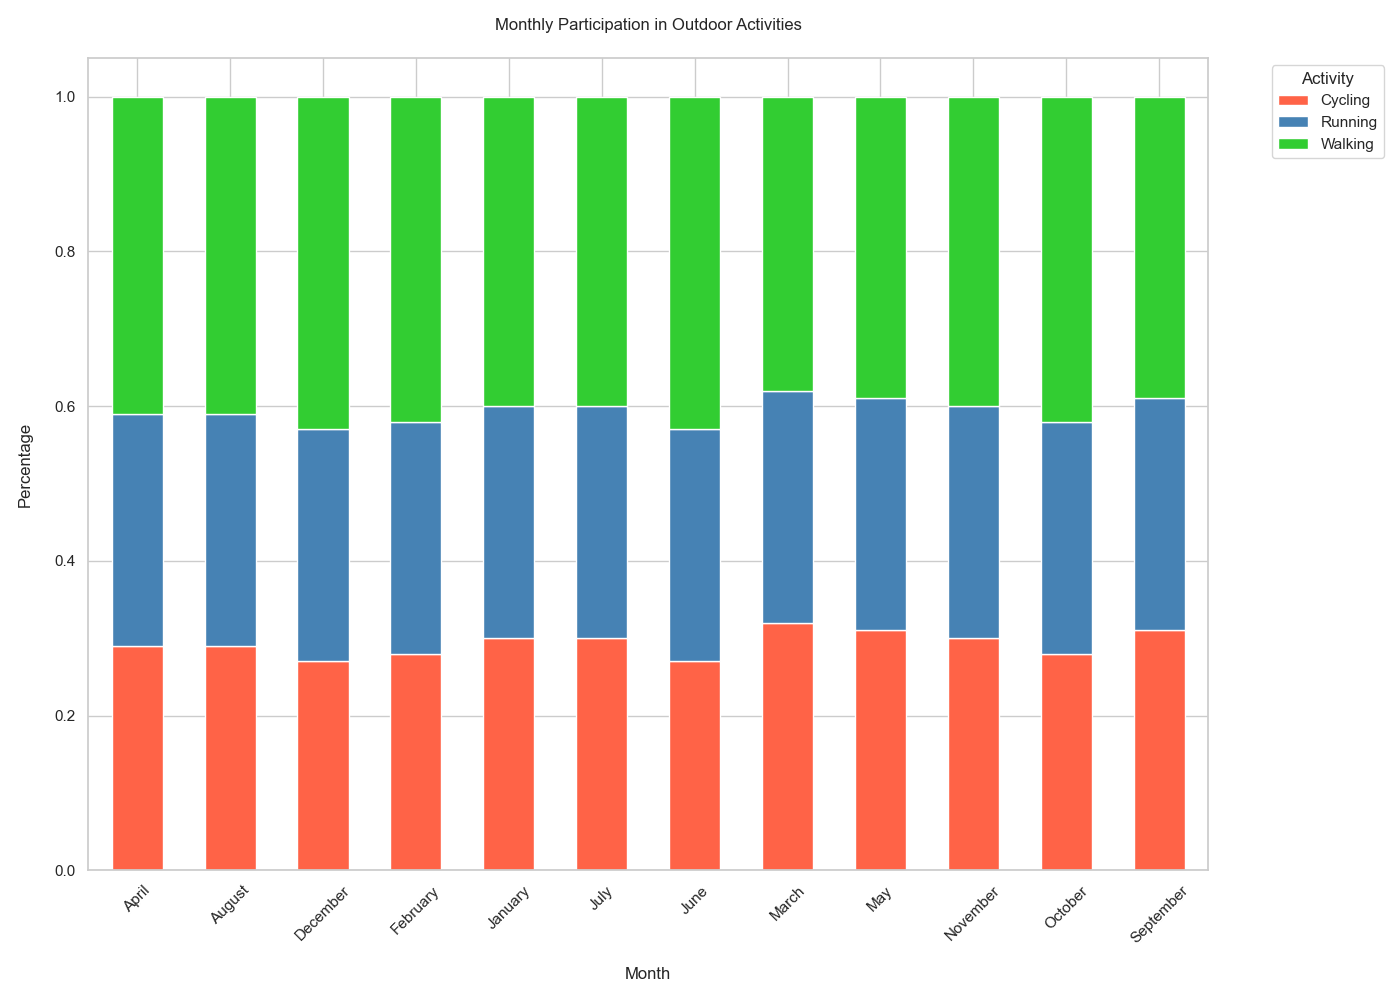 Monthly Participation in Outdoor Activities
Activity
Cycling
Running
Walking
Percentage
1.0
0.8
0.6
0.4
0.2
0.0
April
August
December
February
January
July
June
March
May
November
October
September
Month